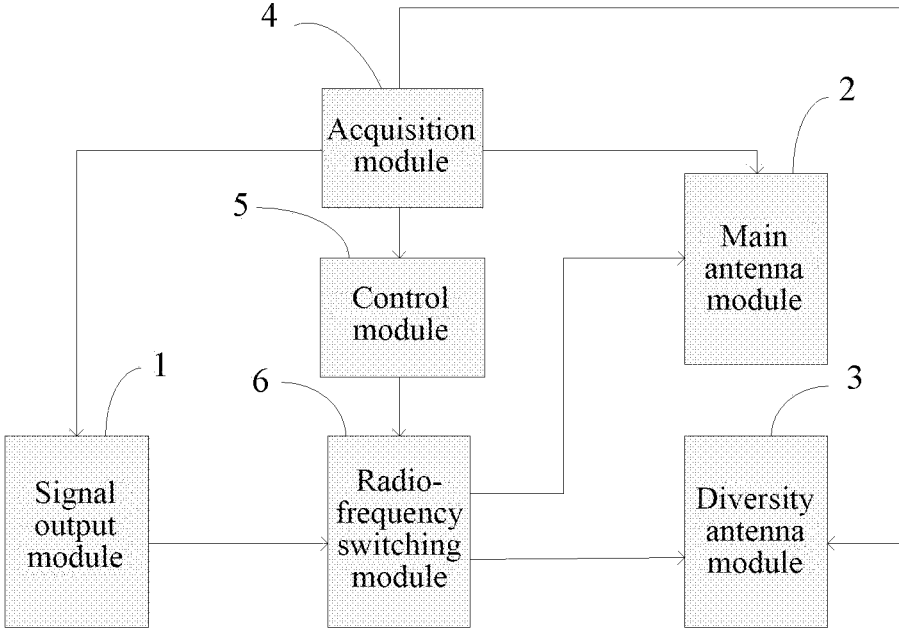 4
Acquisition
module
2
Main
antenna
module
5
Control
module
1
Signal
output
module
6
Radio-
frequency
switching
module
3
Diversity
antenna
module